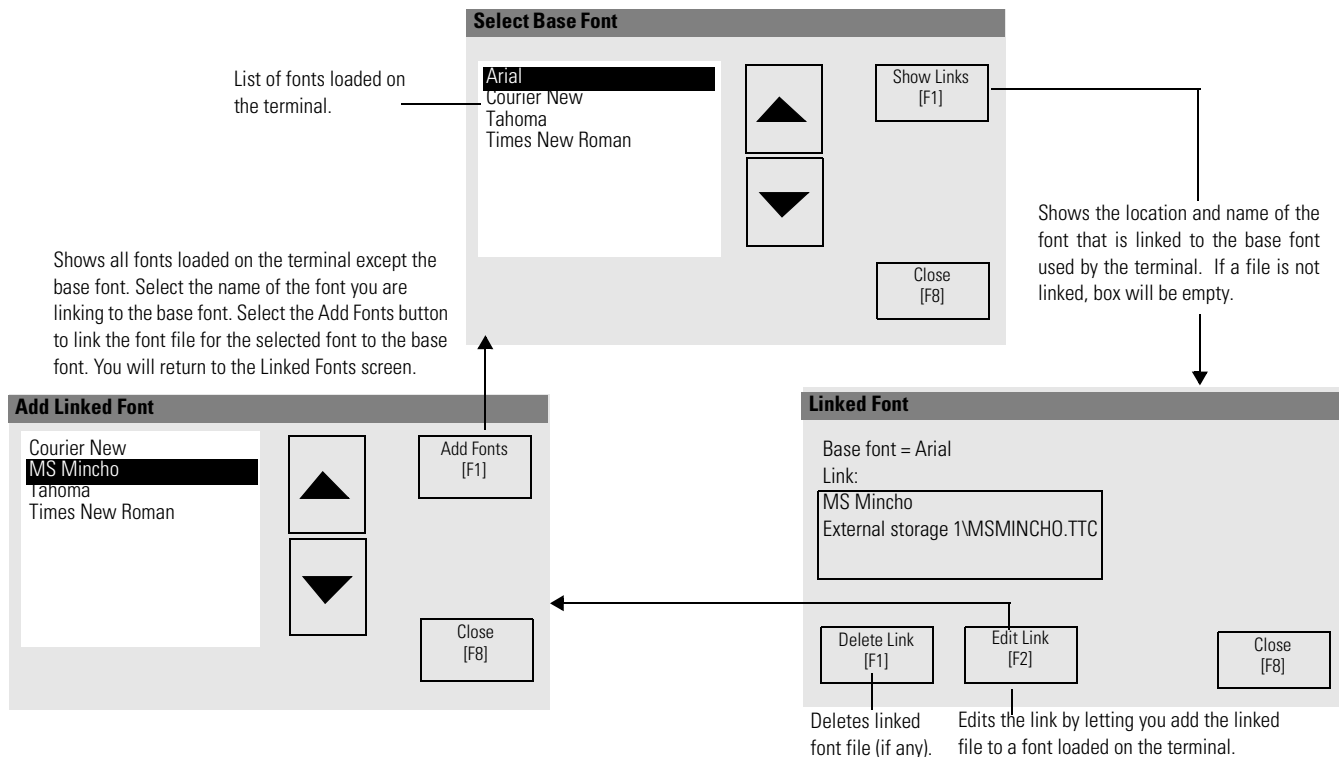 Select Base Font
List of fonts loaded on
the terminal.
Arial
Courier New
Tahoma
Times New Roman
Show Links
[F1]
Close
[F8]
Shows the location and name of the
font that is linked to the base font
used by the terminal. If a file is not
linked, box will be empty.
Shows all fonts loaded on the terminal except the
base font. Select the name of the font you are
linking to the base font. Select the Add Fonts button
to link the font file for the selected font to the base
font. You will return to the Linked Fonts screen.
Add Linked Font
Courier New
MS Mincho
Tahoma
Times New Roman
Add Fonts
[F1]
Close
[F8]
Linked Font
Base font = Arial
Link:
MS Mincho
External storage 1\MSMINCHO.TTC
Delete Link
[F1]
Edit Link
[F2]
Close
[F8]
Deletes linked
font file (if any).
Edits the link by letting you add the linked
file to a font loaded on the terminal.